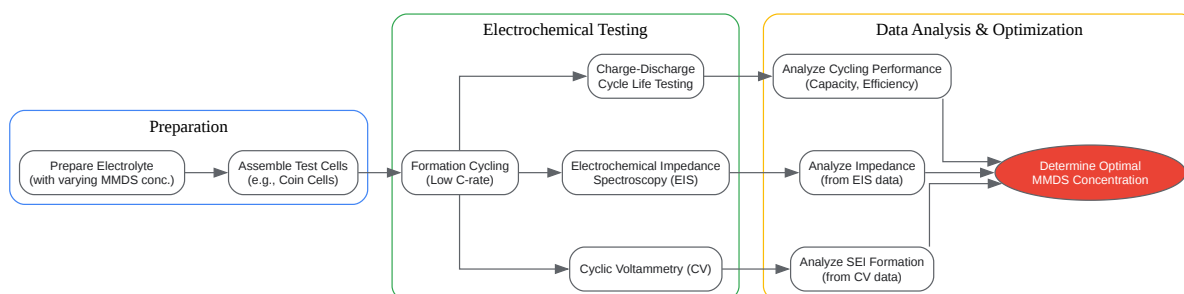 Preparation
Prepare Electrolyte
(with varying MMDS conc.)
Assemble Test Cells
(e.g., Coin Cells)
Electrochemical Testing
Formation Cycling
(Low C-rate)
Charge-Discharge
Cycle Life Testing
Electrochemical Impedance
Spectroscopy (EIS)
Cyclic Voltammetry (CV)
Data Analysis & Optimization
Analyze Cycling Performance
(Capacity, Efficiency)
Analyze Impedance
(from EIS data)
Analyze SEI Formation
(from CV data)
Determine Optimal
MMDS Concentration